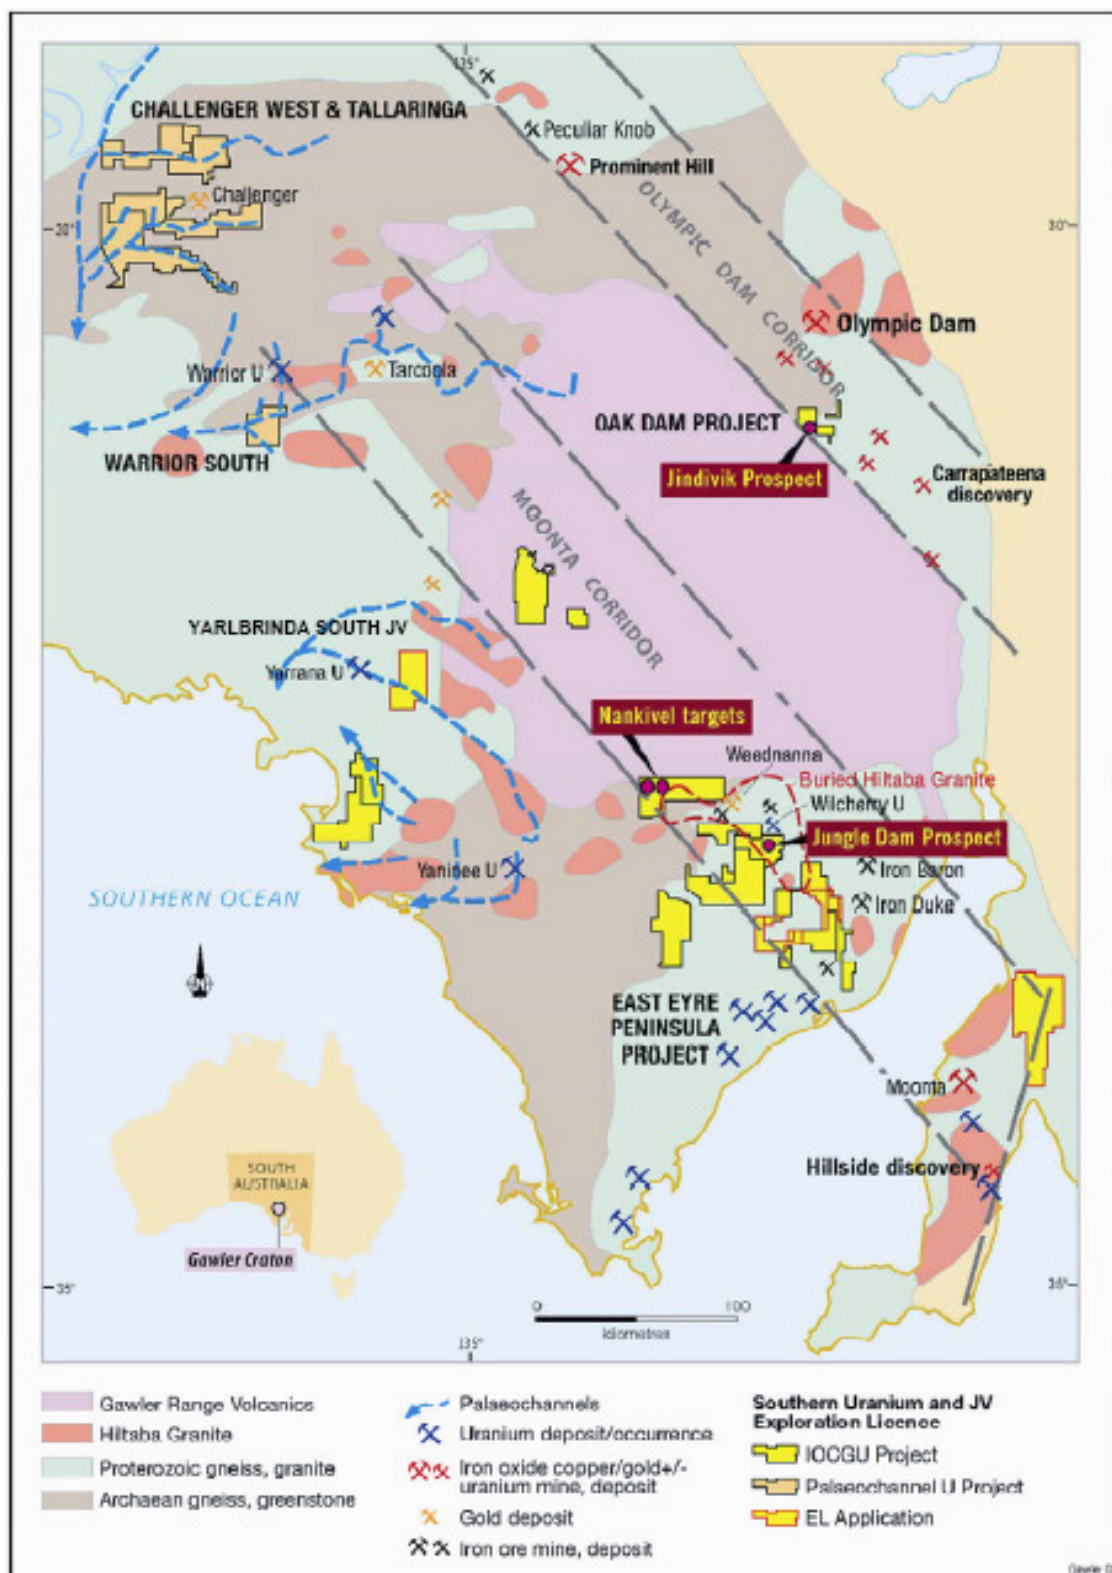 135°
Peculiar Knob
CHALLENGER WEST & TALLARINGA
Prominent Hill
Challenger
30°
OLYMPIC DAM CORRIDOR
Olympic Dam
Warrior U
Tarcoola
OAK DAM PROJECT
WARRIOR SOUTH
Jindivik Prospect
Carrapateena
discovery
MOONTA CORRIDOR
YARLBRINDA SOUTH JV
Yarrana U
Nankivel targets
Weednanna
Buried Hiltaba Granite
Wilcherry U
Jungle Dam Prospect
Yaninee U
Iron Baron
SOUTHERN OCEAN
Iron Duke
N
EAST EYRE
PENINSULA
PROJECT
Moonta
Hillside discovery
SOUTH
AUSTRALIA
Gawler Craton
35°
0 100
kilometres
135°
Gawler Range Volcanics
Hiltaba Granite
Proterozoic gneiss, granite
Archaean gneiss, greenstone
Palaeochannels
Uranium deposit/occurrence
Iron oxide copper/gold+/-
uranium mine, deposit
Gold deposit
Iron ore mine, deposit
Southern Uranium and JV
Exploration Licence
IOCGU Project
Palaeochannel U Project
EL Application